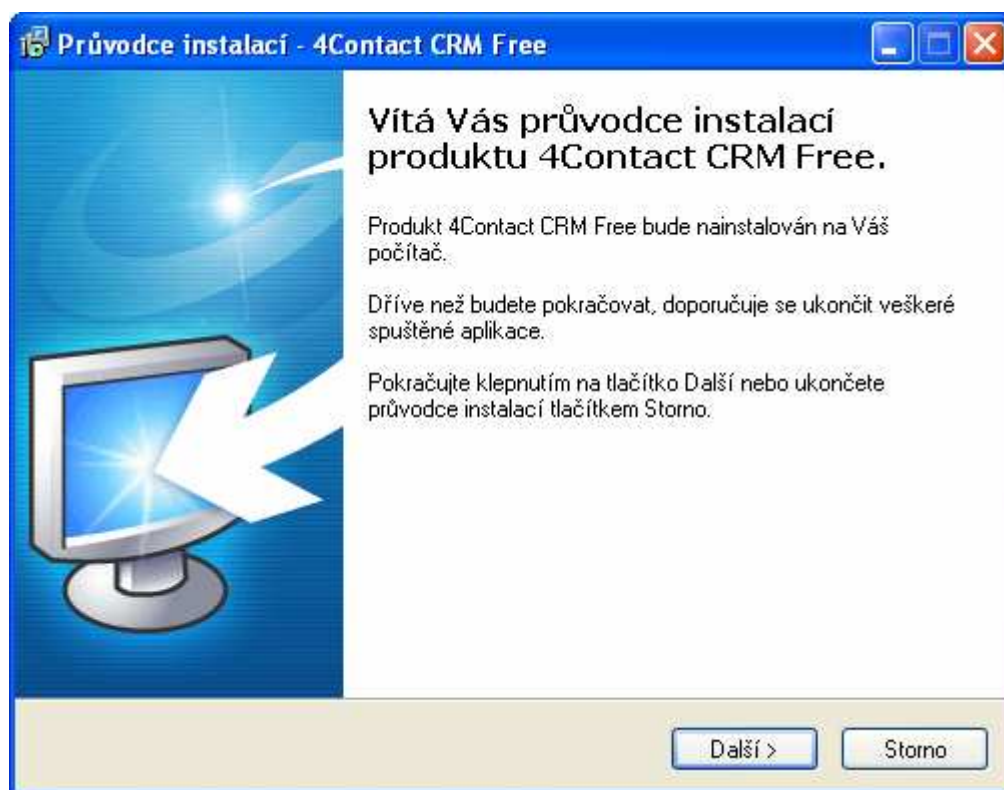 Průvodce instalací - 4Contact CRM Free
Vítá Vás průvodce instalací
produktu 4Contact CRM Free.
Produkt 4Contact CRM Free bude nainstalován na Váš
počítač.
Dříve než budete pokračovat, doporučuje se ukončit veškeré
spuštěné aplikace.
Pokračujte klepnutím na tlačítko Další nebo ukončete
průvodce instalací tlačítkem Storno.
Další >
Storno